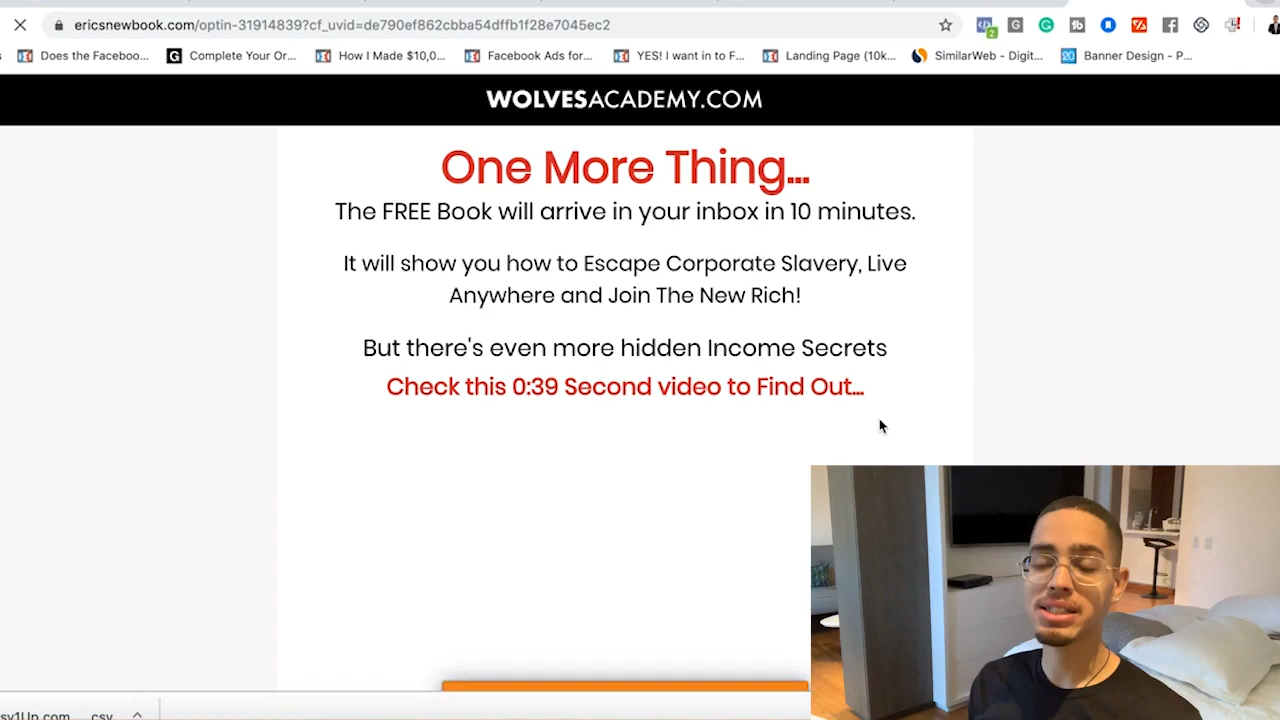 ericsnewbook.com/optin-31914839?cf_uvid=de790ef862cbba54dffb1f28e7045ec2
Does the Faceboo... Complete Your Or... How I Made $10,0... Facebook Ads for... YES! I want in to F... Landing Page (10k... SimilarWeb - Digit... Banner Design - P...
WOLVESACADEMY.COM
One More Thing...
The FREE Book will arrive in your inbox in 10 minutes.
It will show you how to Escape Corporate Slavery, Live
Anywhere and Join The New Rich!
But there's even more hidden Income Secrets
Check this 0:39 Second video to Find Out...